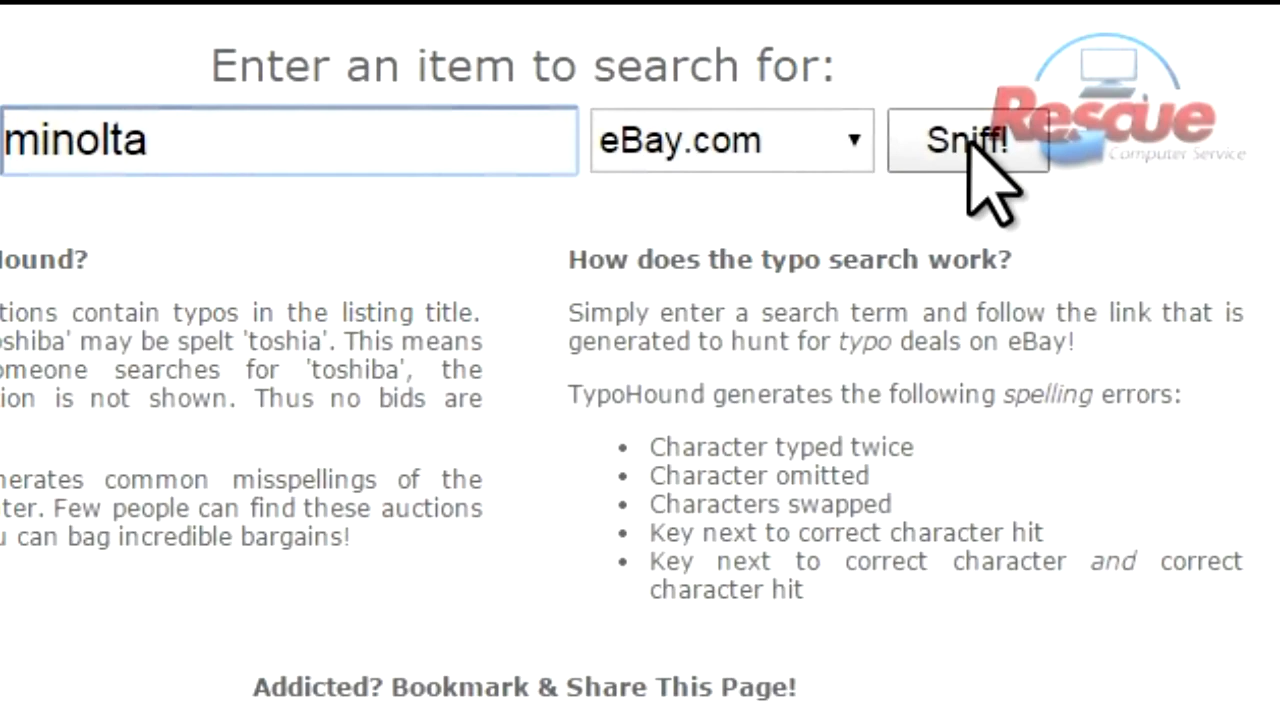 Enter an item to search for:
minolta
eBay.com
Sniff!
Rescue
Computer Service
Hound?
How does the typo search work?
tions contain typos in the listing title.
oshiba' may be spelt 'toshia'. This means
omeone searches for 'toshiba', the
ion is not shown. Thus no bids are
nerates common misspellings of the
ter. Few people can find these auctions
u can bag incredible bargains!
Simply enter a search term and follow the link that is
generated to hunt for typo deals on eBay!
TypoHound generates the following spelling errors:
• Character typed twice
• Character omitted
• Characters swapped
• Key next to correct character hit
• Key next to correct character and correct
character hit
Addicted? Bookmark & Share This Page!